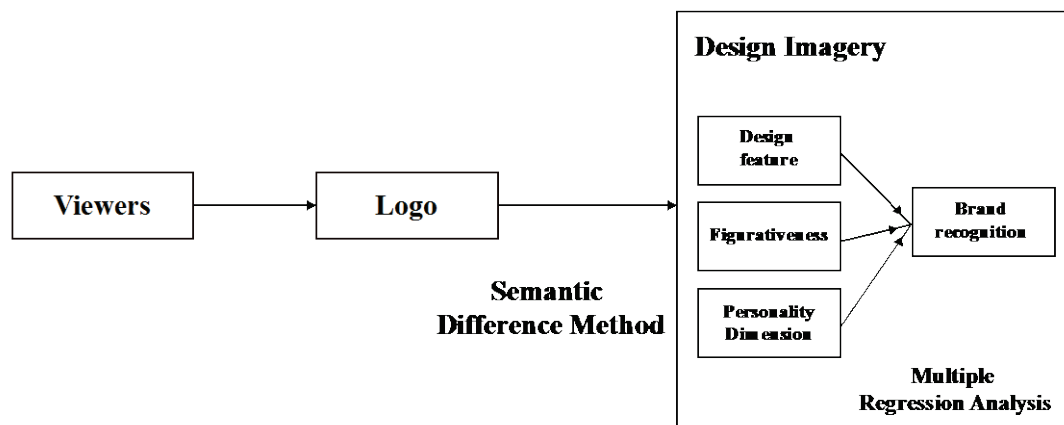 Design Imagery
Design
feature
Viewers
Logo
Figurativeness
Brand
recognition
Personality
Dimension
Semantic
Difference Method
Multiple
Regression Analysis